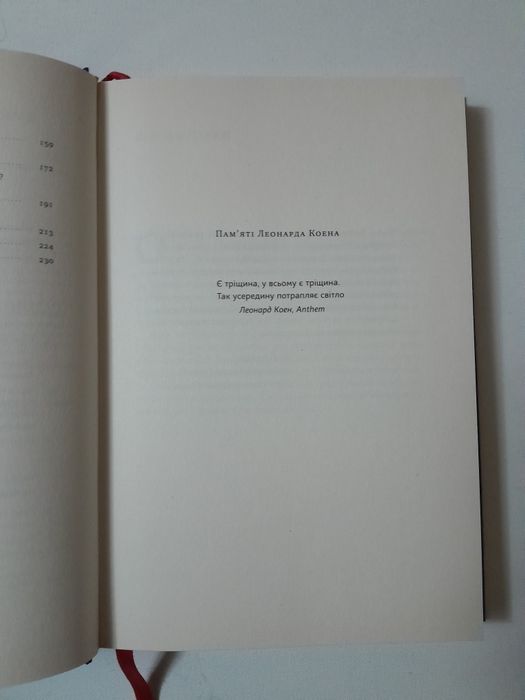 159
172
?
191
213
224
230
Пам'яті Леонарда Коена
Є тріщина, у всьому є тріщина.
Так усередину потрапляє світло
Леонард Коен, Anthem